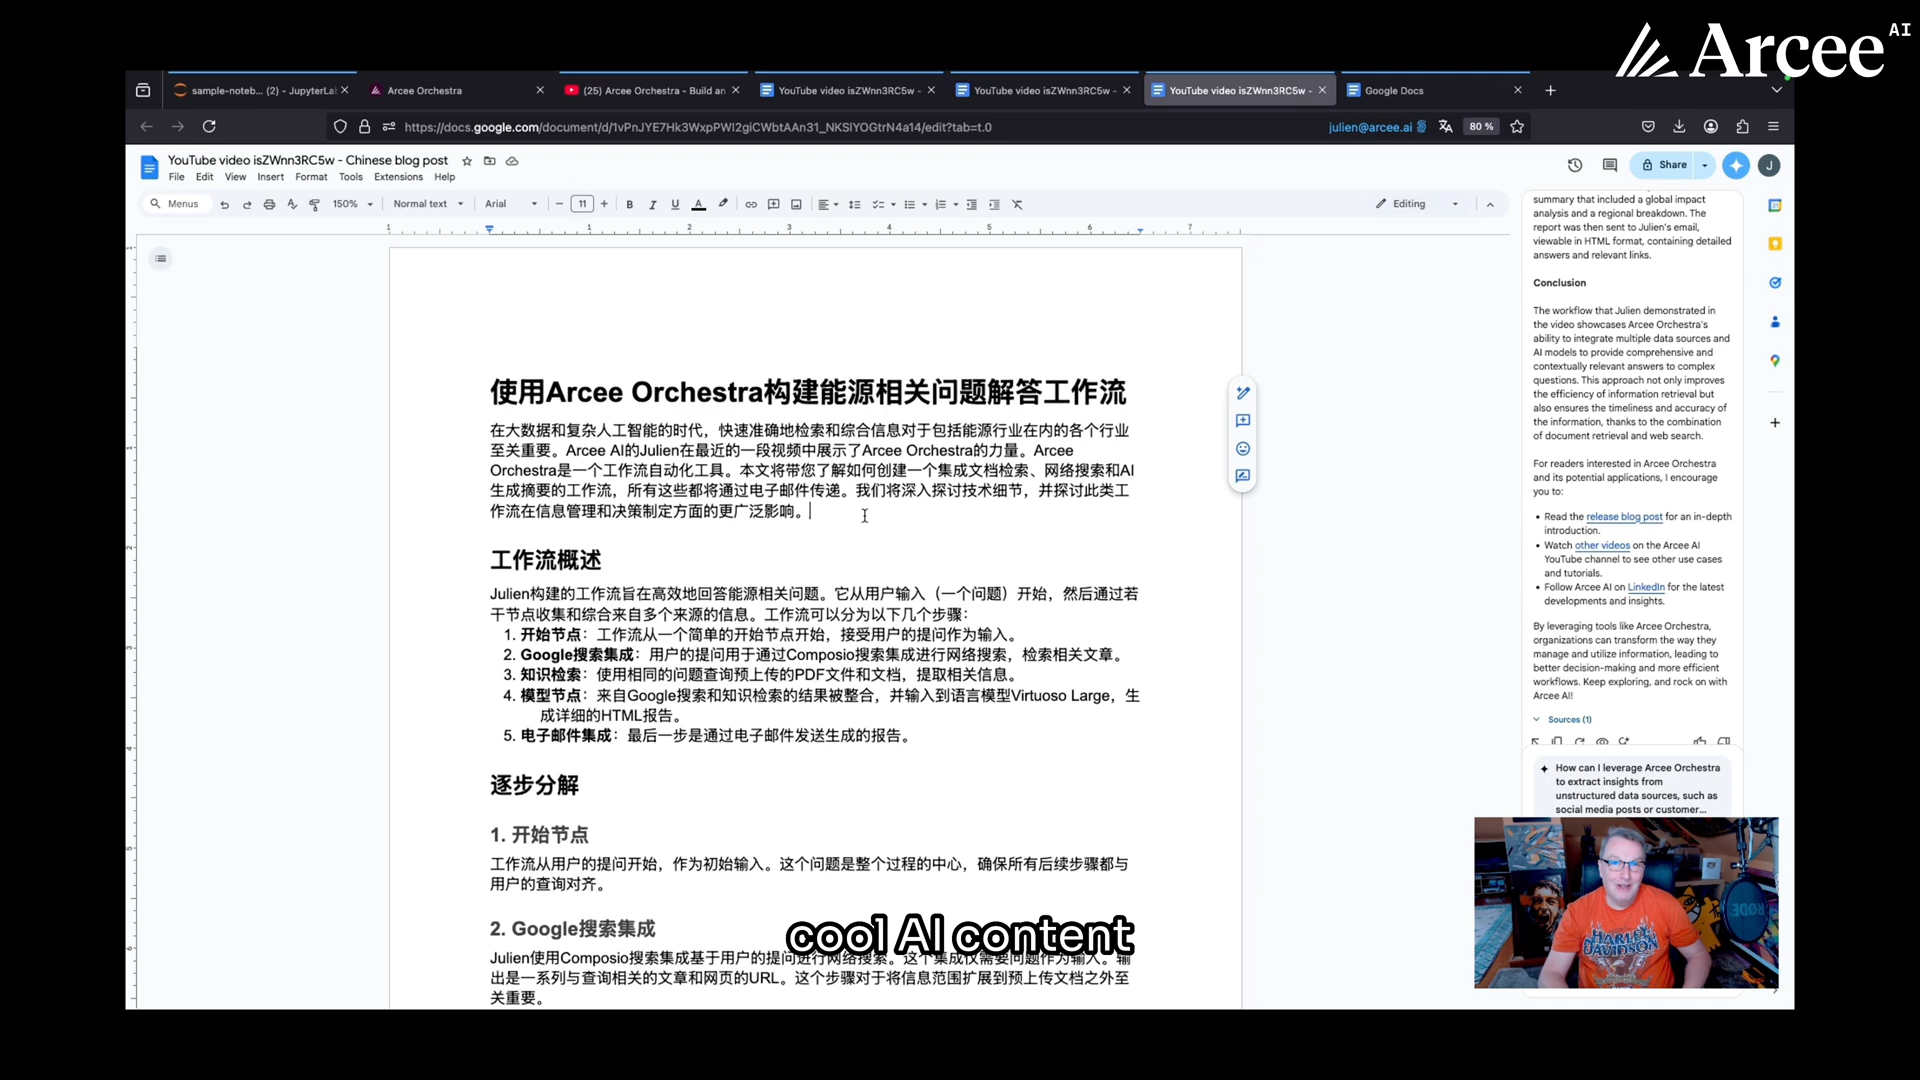 Arcee AI
sample-noteb... (2) - JupyterLa
Arcee Orchestra
(25) Arcee Orchestra - Build an
YouTube video isZWnn3RC5w -
YouTube video isZWnn3RC5w -
YouTube video isZWnn3RC5w -
Google Docs
https://docs.google.com/document/d/1vPnJYE7Hk3WxpPWI2giCWbtAAn31_NKSlYOGtrN4a14/edit?tab=t.0
julien@arcee.ai
80 %
YouTube video isZWnn3RC5w - Chinese blog post
File Edit View Insert Format Tools Extensions Help
Share
J
Menus
150%
Normal text
Arial
11
Editing
1 1 2 3 4 5 6 7
使用Arcee Orchestra构建能源相关问题解答工作流
在大数据和复杂人工智能的时代，快速准确地检索和综合信息对于包括能源行业在内的各个行业
至关重要。Arcee AI的Julien在最近的一段视频中展示了Arcee Orchestra的力量。Arcee
Orchestra是一个工作流自动化工具。本文将带您了解如何创建一个集成文档检索、网络搜索和AI
生成摘要的工作流，所有这些都将通过电子邮件传递。我们将深入探讨技术细节，并探讨此类工
作流在信息管理和决策制定方面的更广泛影响。
工作流概述
Julien构建的工作流旨在高效地回答能源相关问题。它从用户输入（一个问题）开始，然后通过若
干节点收集和综合来自多个来源的信息。工作流可以分为以下几个步骤：
1. 开始节点：工作流从一个简单的开始节点开始，接受用户的提问作为输入。
2. Google搜索集成：用户的提问用于通过Composio搜索集成进行网络搜索，检索相关文章。
3. 知识检索：使用相同的问题查询预上传的PDF文件和文档，提取相关信息。
4. 模型节点：来自Google搜索和知识检索的结果被整合，并输入到语言模型Virtuoso Large，生
成详细的HTML报告。
5. 电子邮件集成：最后一步是通过电子邮件发送生成的报告。
逐步分解
1. 开始节点
工作流从用户的提问开始，作为初始输入。这个问题是整个过程的中心，确保所有后续步骤都与
用户的查询对齐。
2. Google搜索集成
Julien使用Composio搜索集成基于用户的提问进行网络搜索。这个集成仅需要问题作为输入。输
出是一系列与查询相关的文章和网页的URL。这个步骤对于将信息范围扩展到预上传文档之外至
关重要。
cool AI content
summary that included a global impact
analysis and a regional breakdown. The
report was then sent to Julien's email,
viewable in HTML format, containing detailed
answers and relevant links.
Conclusion
The workflow that Julien demonstrated in
the video showcases Arcee Orchestra's
ability to integrate multiple data sources and
AI models to provide comprehensive and
contextually relevant answers to complex
questions. This approach not only improves
the efficiency of information retrieval but
also ensures the timeliness and accuracy of
the information, thanks to the combination
of document retrieval and web search.
For readers interested in Arcee Orchestra
and its potential applications, I encourage
you to:
• Read the release blog post for an in-depth
introduction.
• Watch other videos on the Arcee AI
YouTube channel to see other use cases
and tutorials.
• Follow Arcee AI on LinkedIn for the latest
developments and insights.
By leveraging tools like Arcee Orchestra,
organizations can transform the way they
manage and utilize information, leading to
better decision-making and more efficient
workflows. Keep exploring, and rock on with
Arcee AI!
Sources (1)
How can I leverage Arcee Orchestra
to extract insights from
unstructured data sources, such as
social media posts or customer...
HARLEY
DAVIDSON
RODE